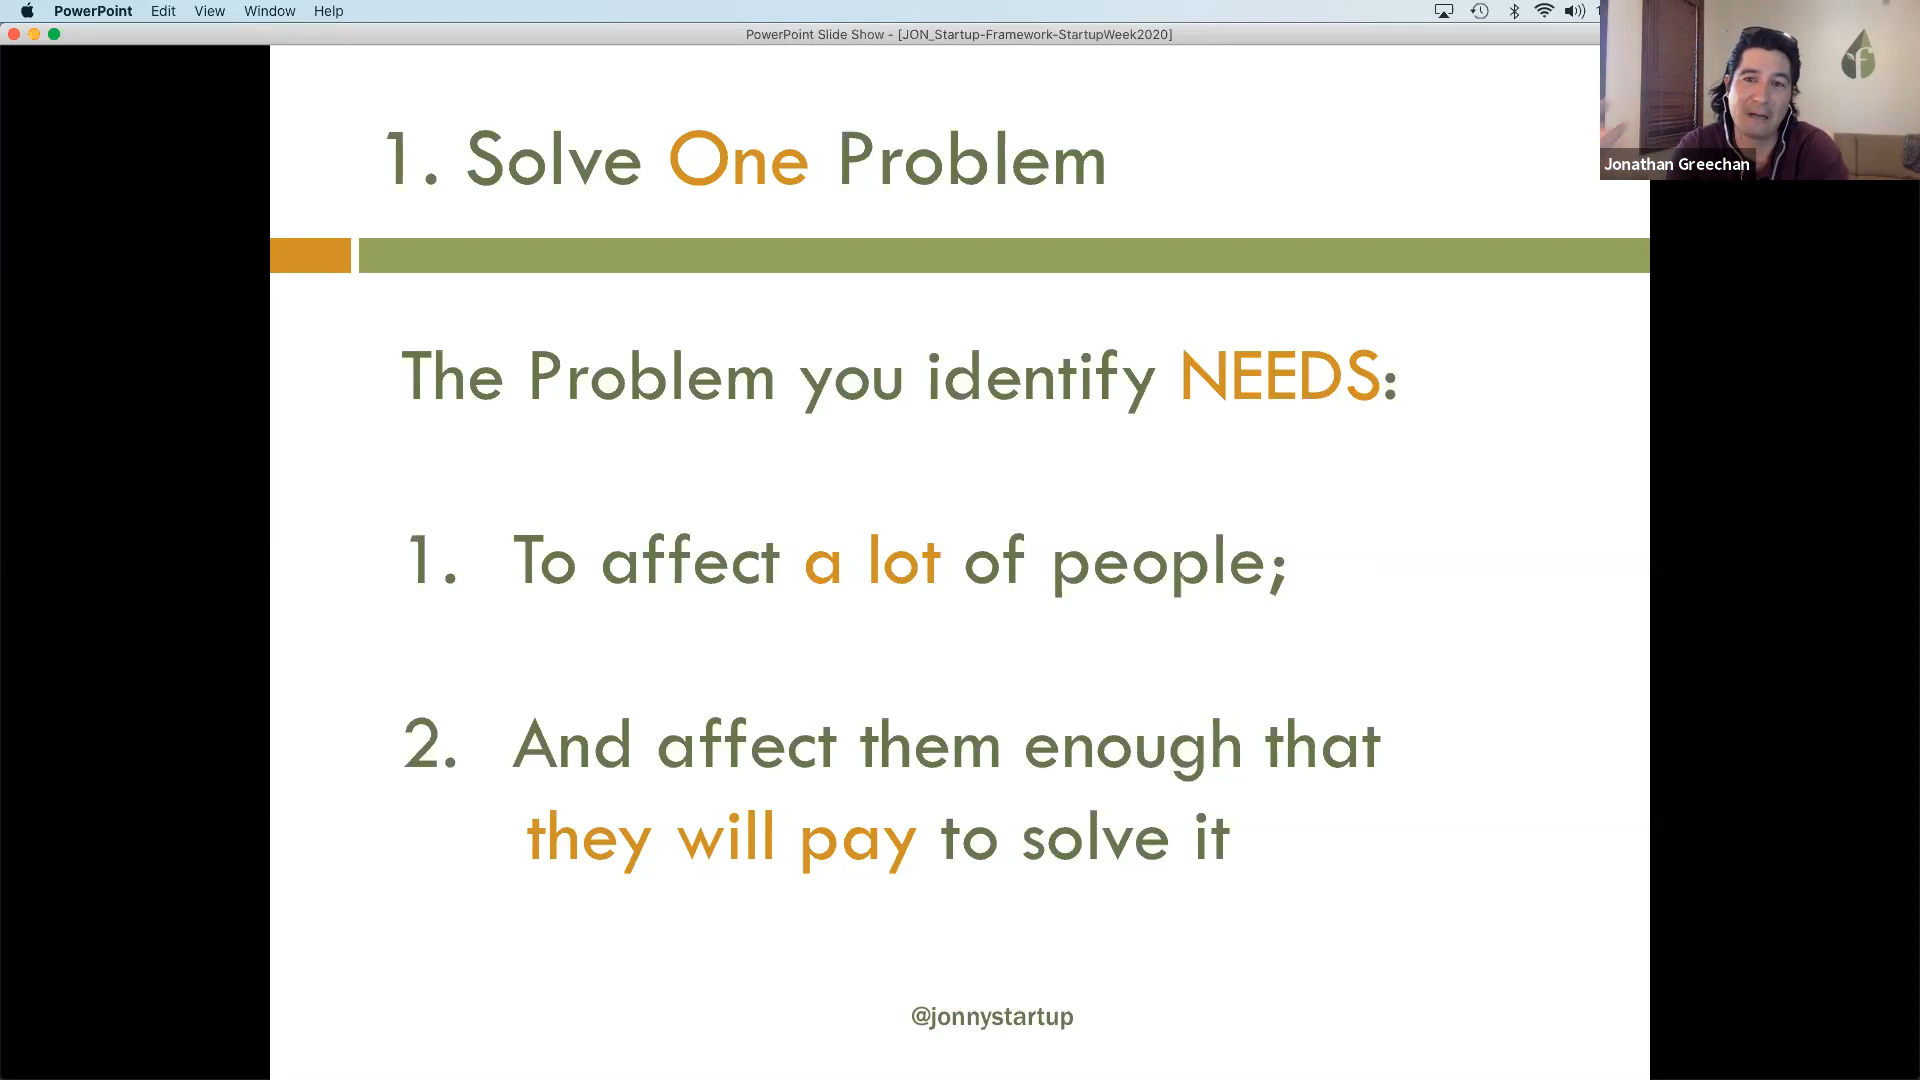 PowerPoint Edit View Window Help
PowerPoint Slide Show - [JON_Startup-Framework-StartupWeek2020]
Jonathan Greechan
1. Solve One Problem
The Problem you identify NEEDS:
1. To affect a lot of people;
2. And affect them enough that
they will pay to solve it
@jonnystartup